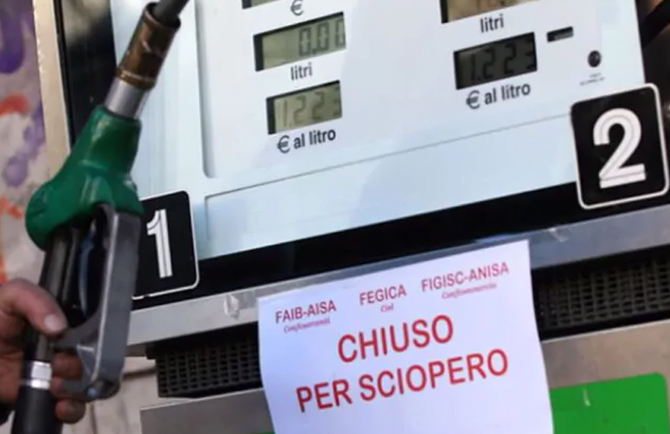 €
litri
0.00
litri
1.223
€ al litro
1.223
€ al litro
1
2
FAIB-AISA FEGICA FIGISC-ANISA
Confesercenti Cisl Confcommercio
CHIUSO
PER SCIOPERO